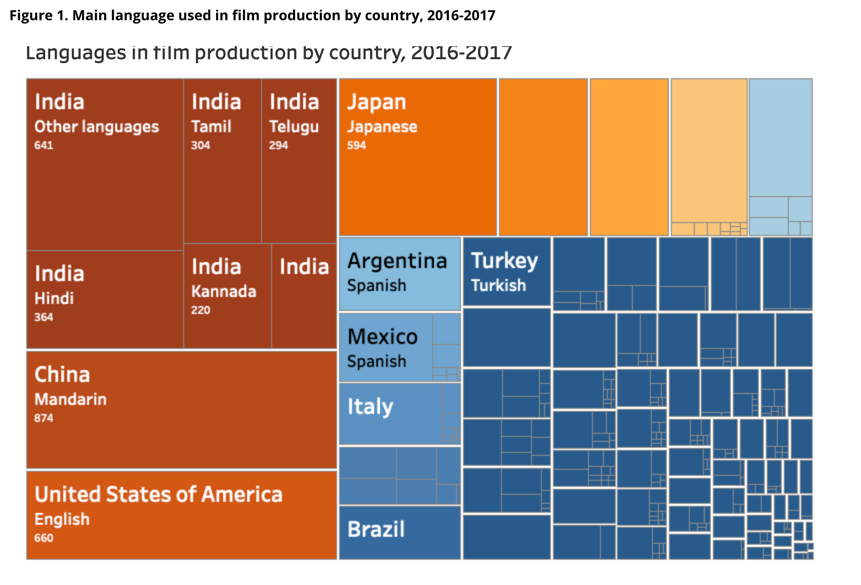 Figure 1. Main language used in film production by country, 2016-2017
Languages in film production by country, 2016-2017
India
Other languages
641
India
Tamil
304
India
Telugu
294
Japan
Japanese
594
India
Hindi
364
India
Kannada
220
India
Argentina
Spanish
Turkey
Turkish
Mexico
Spanish
China
Mandarin
874
Italy
United States of America
English
660
Brazil